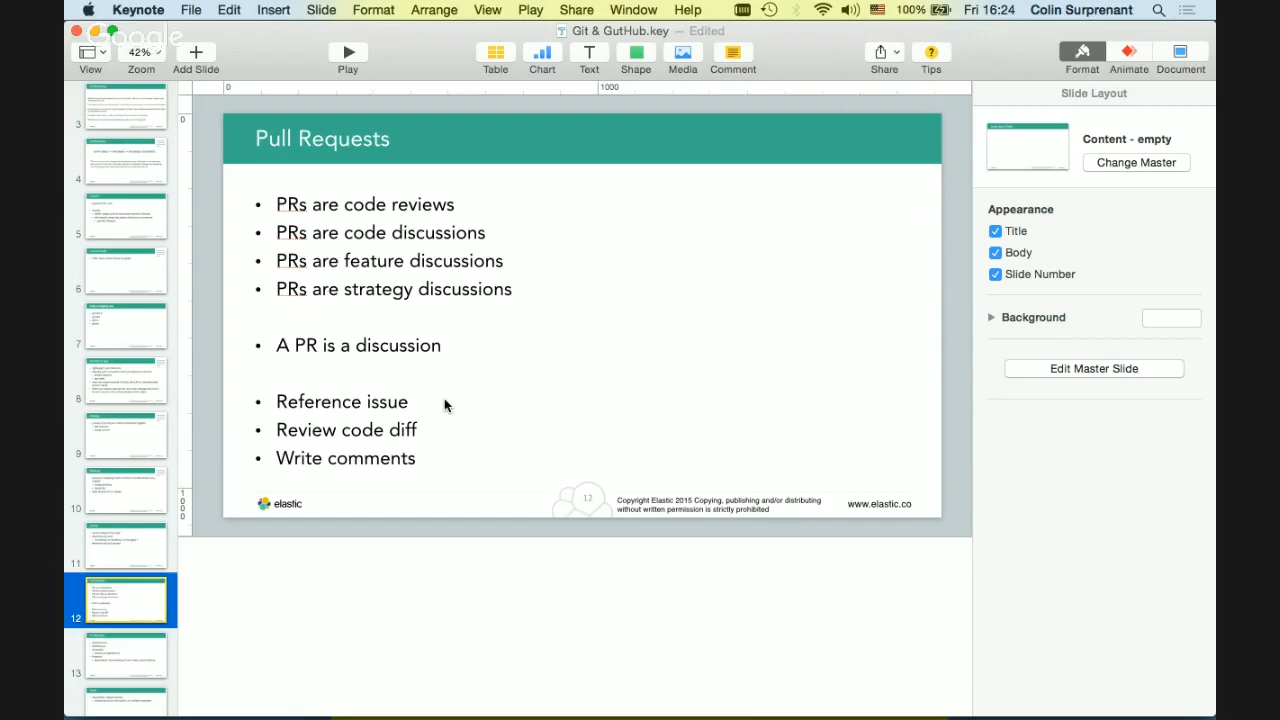 Keynote File Edit Insert Slide Format Arrange View Play Share Window Help 100% Fri 16:24 Colin Surprenant
Git & GutHub.key — Edited
42%
View Zoom Add Slide Play Table Chart Text Shape Media Comment Share Tips Format Animate Document
0 1000
Slide Layout
Content - empty
Change Master
Appearance
Title
Body
Slide Number
Background
Edit Master Slide
3
4
5
6
7
8
9
10
11
12
13
0
1000
Pull Requests
• PRs are code reviews
• PRs are code discussions
• PRs are feature discussions
• PRs are strategy discussions
• A PR is a discussion
• Reference issue
• Review code diff
• Write comments
elastic
12
Copyright Elastic 2015 Copying, publishing and/or distributing
without written permission is strictly prohibited
www.elastic.co